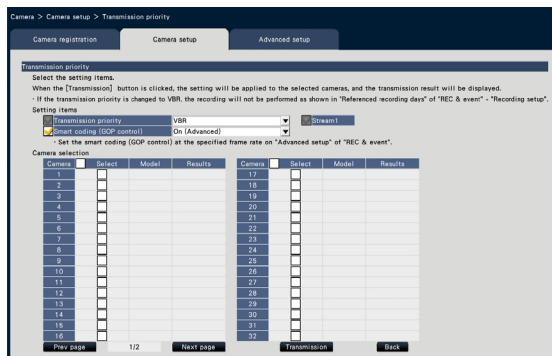 Camera > Camera setup > Transmission priority
Camera registration Camera setup Advanced setup
Transmission priority
Select the setting items.
When the [Transmission] button is clicked, the setting will be applied to the selected cameras, and the transmission result will be displayed.
· If the transmission priority is changed to VBR, the recording will not be performed as shown in "Referenced recording days" of "REC & event" - "Recording setup".
Setting items
Transmission priority VBR Stream1
Smart coding (GOP control) On (Advanced)
· Set the smart coding (GOP control) at the specified frame rate on "Advanced setup" of "REC & event".
Camera selection
Camera Select Model Results Camera Select Model Results
1 17
2 18
3 19
4 20
5 21
6 22
7 23
8 24
9 25
10 26
11 27
12 28
13 29
14 30
15 31
16 32
Prev page 1/2 Next page Transmission Back